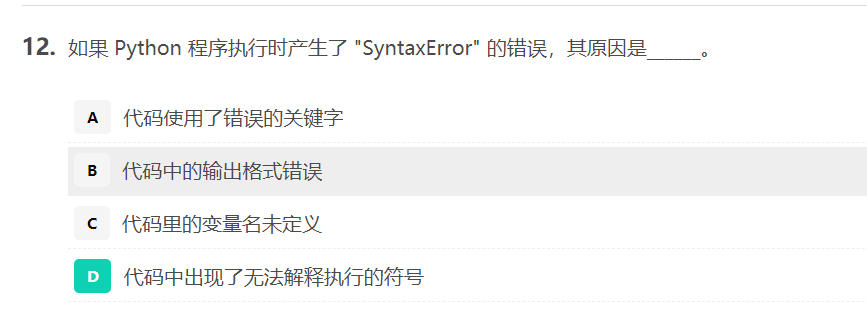 12. 如果 Python 程序执行时产生了 "SyntaxError" 的错误，其原因是______。
A 代码使用了错误的关键字
B 代码中的输出格式错误
C 代码里的变量名未定义
D 代码中出现了无法解释执行的符号